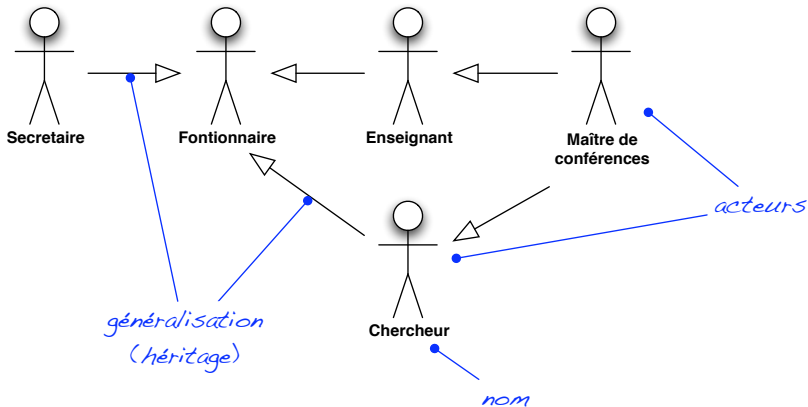 Secretaire
Fontionnaire
Enseignant
Maître de
conférences
acteurs
généralisation
(héritage)
Chercheur
nom